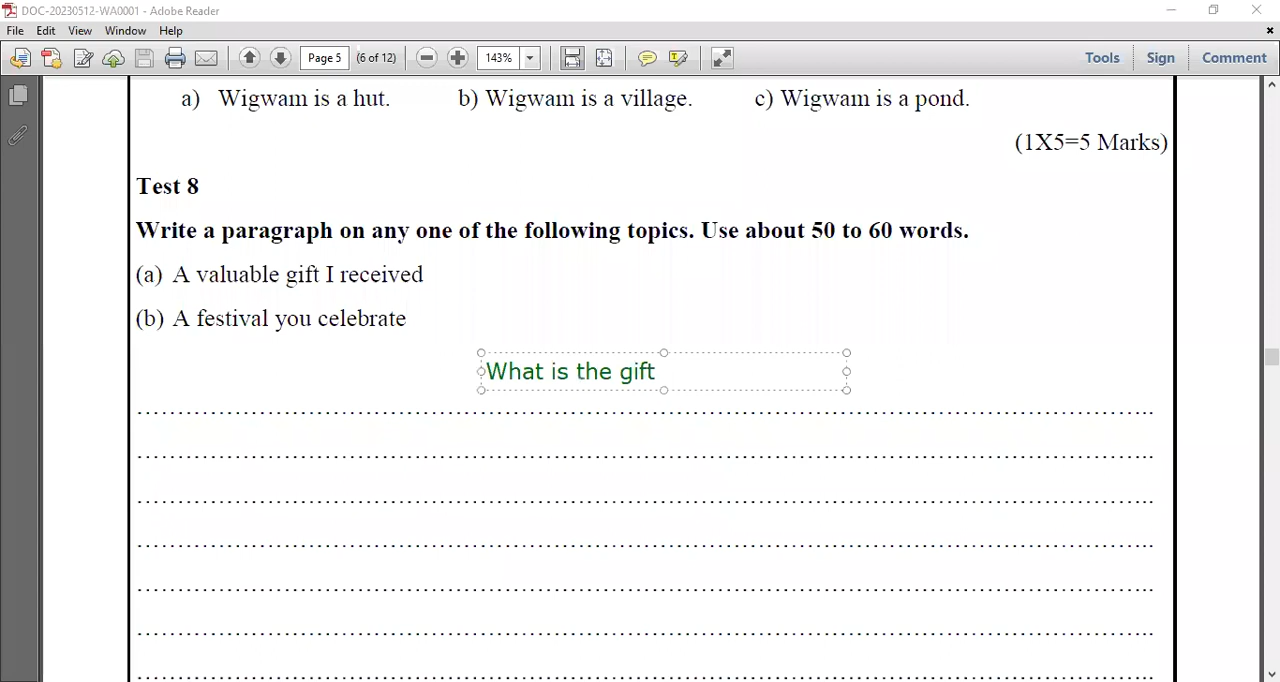 DOC-20230512-WA0001 - Adobe Reader
File Edit View Window Help
Page 5 (6 of 12) 143% Tools Sign Comment
a) Wigwam is a hut. b) Wigwam is a village. c) Wigwam is a pond.
(1X5=5 Marks)
Test 8
Write a paragraph on any one of the following topics. Use about 50 to 60 words.
(a) A valuable gift I received
(b) A festival you celebrate
What is the gift